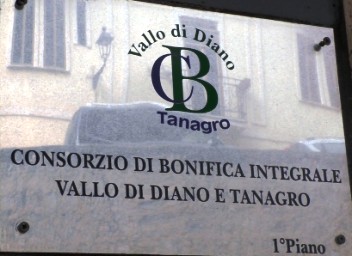 Vallo di Diano
CB
Tanagro
CONSORZIO DI BONIFICA INTEGRALE
VALLO DI DIANO E TANAGRO
1°Piano